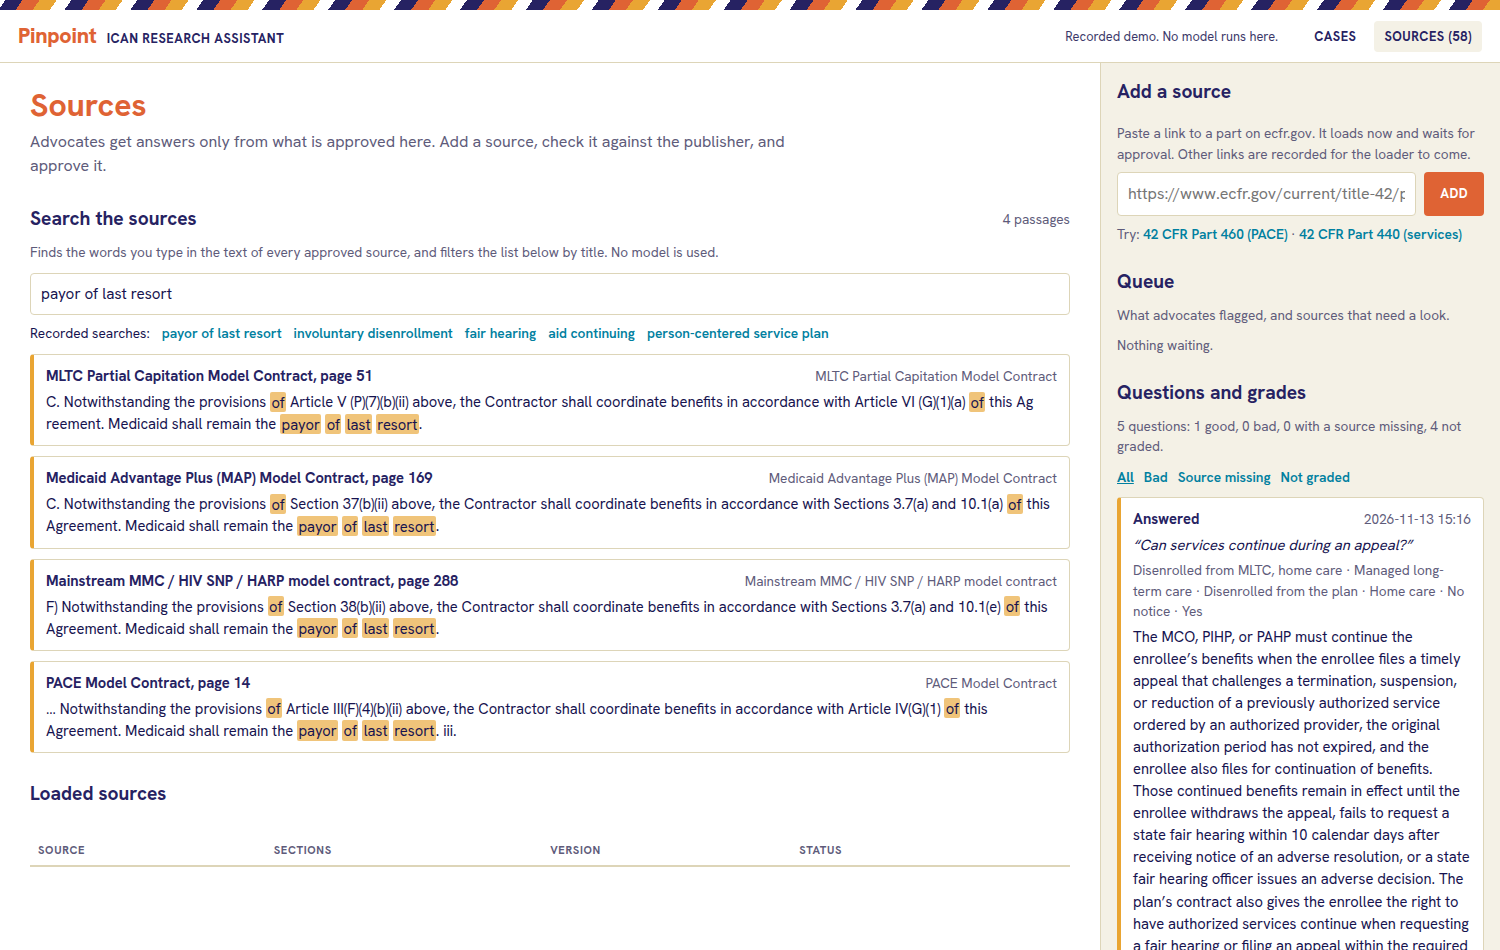 Pinpoint ICAN RESEARCH ASSISTANT
Recorded demo. No model runs here.
CASES
SOURCES (58)
Sources
Advocates get answers only from what is approved here. Add a source, check it against the publisher, and
approve it.
Search the sources
4 passages
Finds the words you type in the text of every approved source, and filters the list below by title. No model is used.
payor of last resort
Recorded searches: payor of last resort involuntary disenrollment fair hearing aid continuing person-centered service plan
MLTC Partial Capitation Model Contract, page 51
MLTC Partial Capitation Model Contract
C. Notwithstanding the provisions of Article V (P)(7)(b)(ii) above, the Contractor shall coordinate benefits in accordance with Article VI (G)(1)(a) of this Ag
reement. Medicaid shall remain the payor of last resort.
Medicaid Advantage Plus (MAP) Model Contract, page 169
Medicaid Advantage Plus (MAP) Model Contract
C. Notwithstanding the provisions of Section 37(b)(ii) above, the Contractor shall coordinate benefits in accordance with Sections 3.7(a) and 10.1(a) of this
Agreement. Medicaid shall remain the payor of last resort.
Mainstream MMC / HIV SNP / HARP model contract, page 288
Mainstream MMC / HIV SNP / HARP model contract
F) Notwithstanding the provisions of Section 38(b)(ii) above, the Contractor shall coordinate benefits in accordance with Sections 3.7(a) and 10.1(e) of this
Agreement. Medicaid shall remain the payor of last resort.
PACE Model Contract, page 14
PACE Model Contract
... Notwithstanding the provisions of Article III(F)(4)(b)(ii) above, the Contractor shall coordinate benefits in accordance with Article IV(G)(1) of this
Agreement. Medicaid shall remain the payor of last resort. iii.
Loaded sources
SOURCE SECTIONS VERSION STATUS
Add a source
Paste a link to a part on ecfr.gov. It loads now and waits for
approval. Other links are recorded for the loader to come.
https://www.ecfr.gov/current/title-42/p
ADD
Try: 42 CFR Part 460 (PACE) · 42 CFR Part 440 (services)
Queue
What advocates flagged, and sources that need a look.
Nothing waiting.
Questions and grades
5 questions: 1 good, 0 bad, 0 with a source missing, 4 not
graded.
All Bad Source missing Not graded
Answered
2026-11-13 15:16
“Can services continue during an appeal?”
Disenrolled from MLTC, home care · Managed long-
term care · Disenrolled from the plan · Home care · No
notice · Yes
The MCO, PIHP, or PAHP must continue the
enrollee’s benefits when the enrollee files a timely
appeal that challenges a termination, suspension,
or reduction of a previously authorized service
ordered by an authorized provider, the original
authorization period has not expired, and the
enrollee also files for continuation of benefits.
Those continued benefits remain in effect until the
enrollee withdraws the appeal, fails to request a
state fair hearing within 10 calendar days after
receiving notice of an adverse resolution, or a state
fair hearing officer issues an adverse decision. The
plan’s contract also gives the enrollee the right to
have authorized services continue when requesting
a fair hearing or filing an appeal within the required